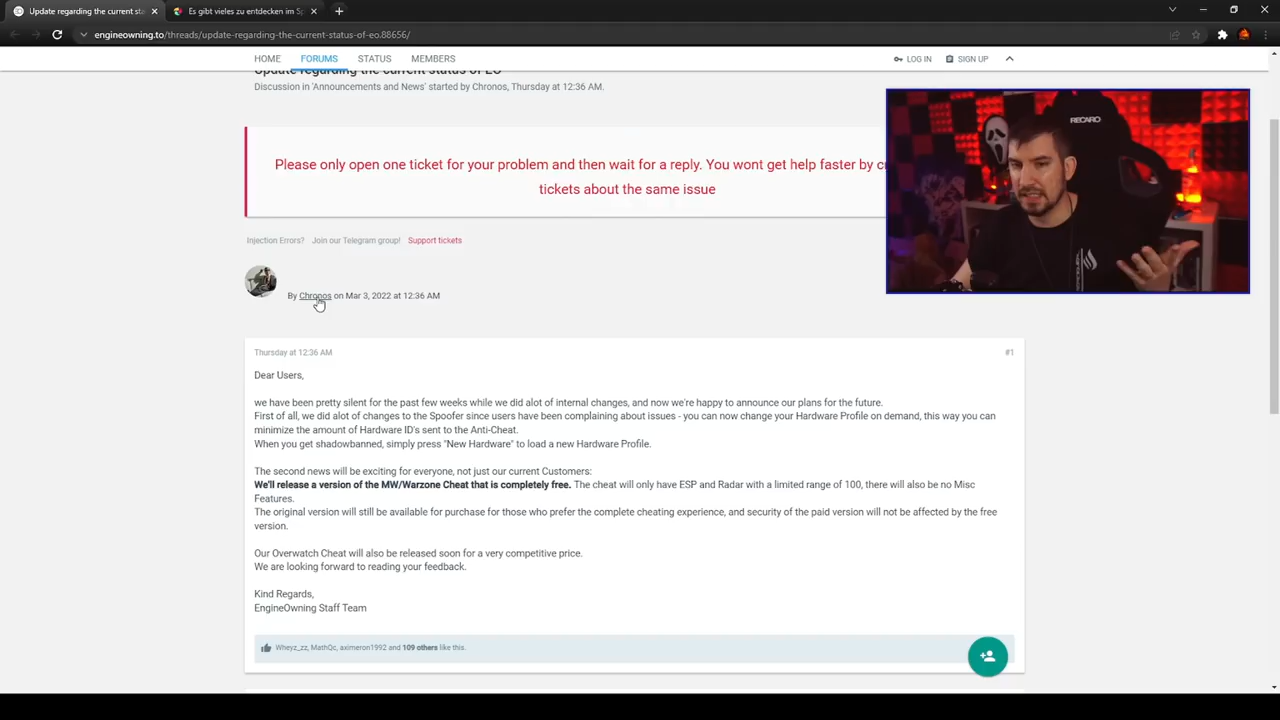 Update regarding the current sta
Es gibt vieles zu entdecken im Sp
engineowning.to/threads/update-regarding-the-current-status-of-eo.88656/
HOME FORUMS STATUS MEMBERS LOG IN SIGN UP
Update regarding the current status of EO
Discussion in 'Announcements and News' started by Chronos, Thursday at 12:36 AM.
Please only open one ticket for your problem and then wait for a reply. You wont get help faster by c
tickets about the same issue
RECARO
Injection Errors? Join our Telegram group! Support tickets
By Chronos on Mar 3, 2022 at 12:36 AM
Thursday at 12:36 AM #1
Dear Users,
we have been pretty silent for the past few weeks while we did alot of internal changes, and now we're happy to announce our plans for the future.
First of all, we did alot of changes to the Spoofer since users have been complaining about issues - you can now change your Hardware Profile on demand, this way you can
minimize the amount of Hardware ID's sent to the Anti-Cheat.
When you get shadowbanned, simply press "New Hardware" to load a new Hardware Profile.
The second news will be exciting for everyone, not just our current Customers:
We'll release a version of the MW/Warzone Cheat that is completely free. The cheat will only have ESP and Radar with a limited range of 100, there will also be no Misc
Features.
The original version will still be available for purchase for those who prefer the complete cheating experience, and security of the paid version will not be affected by the free
version.
Our Overwatch Cheat will also be released soon for a very competitive price.
We are looking forward to reading your feedback.
Kind Regards,
EngineOwning Staff Team
Wheyz_zz, MathQc, aximeron1992 and 109 others like this.